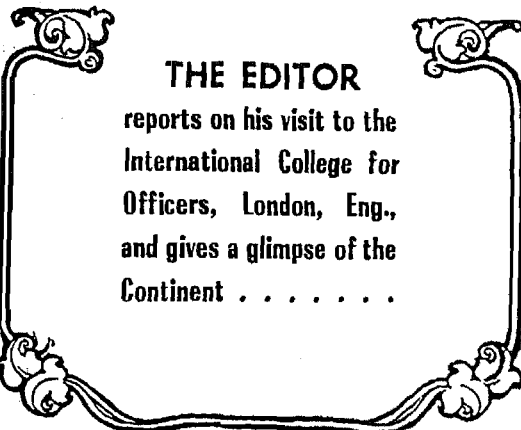 THE EDITOR
reports on his visit to the
International College for
Officers, London, Eng.,
and gives a glimpse of the
Continent . . . . . . .